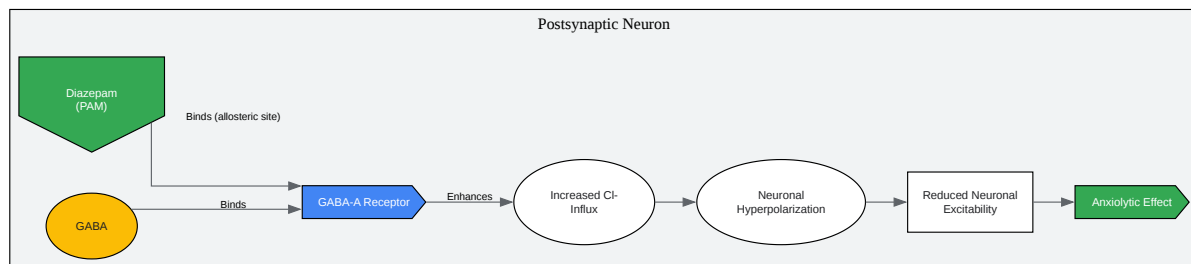 Postsynaptic Neuron
Diazepam
(PAM)
Binds (allosteric site)
GABA
Binds
GABA-A Receptor
Enhances
Increased Cl-
Influx
Neuronal
Hyperpolarization
Reduced Neuronal
Excitability
Anxiolytic Effect